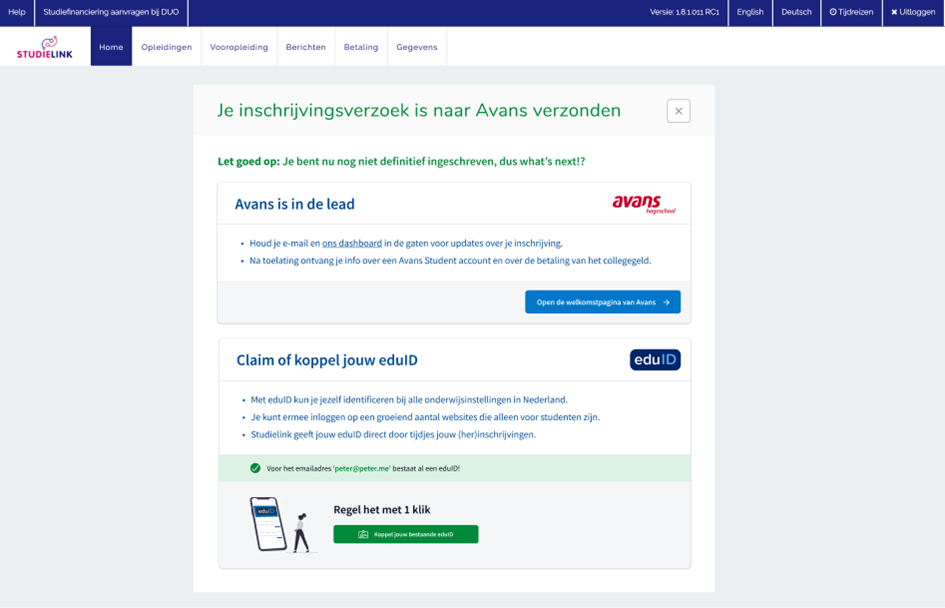 Help Studiefinanciering aanvragen bij DUO Versie: 1.8.1.011 RC1 English Deutsch Tijdreizen Uitloggen
STUDIELINK Home Opleidingen Vooropleiding Berichten Betaling Gegevens
Je inschrijvingsverzoek is naar Avans verzonden
Let goed op: Je bent nu nog niet definitief ingeschreven, dus what's next!?
Avans is in de lead
avans
hogeschool
• Houd je e-mail en ons dashboard in de gaten voor updates over je inschrijving.
• Na toelating ontvang je info over een Avans Student account en over de betaling van het collegegeld.
Open de welkomstpagina van Avans →
Claim of koppel jouw eduID
eduID
• Met eduID kun je jezelf identificeren bij alle onderwijsinstellingen in Nederland.
• Je kunt ermee inloggen op een groeiend aantal websites die alleen voor studenten zijn.
• Studielink geeft jouw eduID direct door tijdjes jouw (her)inschrijvingen.
Voor het emailadres 'peter@peter.me' bestaat al een eduID!
eduID
Regel het met 1 klik
Koppel jouw bestaande eduID